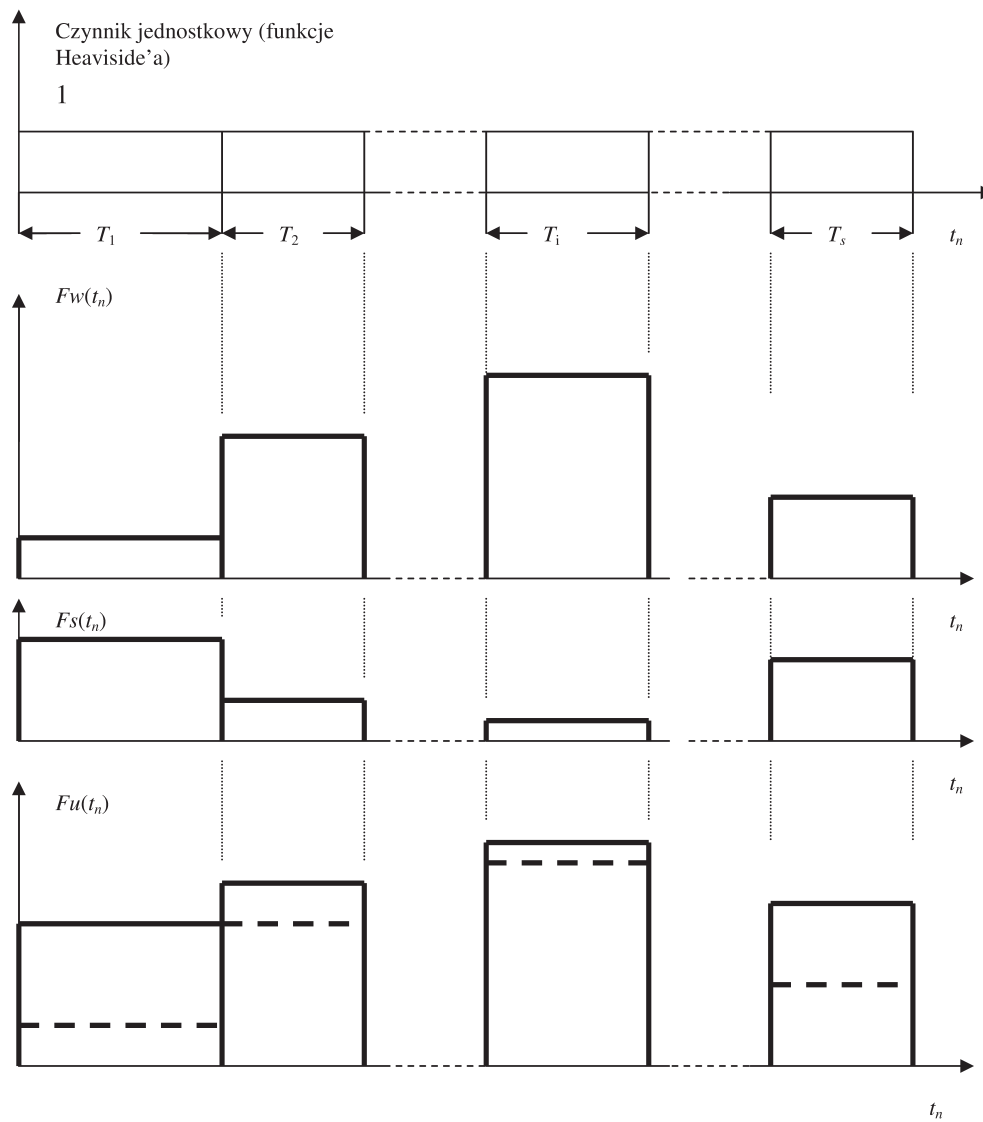 Czynnik jednostkowy (funkcje
Heaviside’a)
1
T1 T2 Ti Ts tn
Fw(tn)
tn
Fs(tn)
tn
Fu(tn)
tn